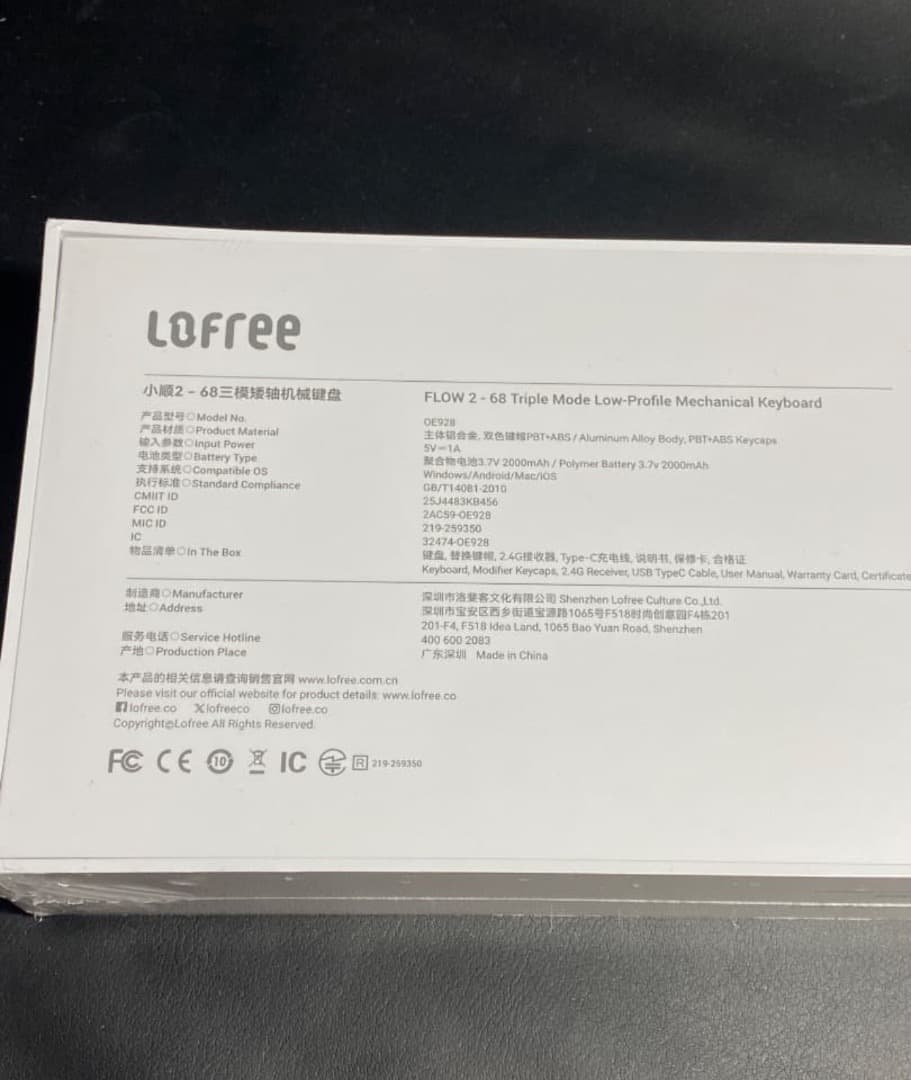 LOFree
小顺2 - 68三模矮轴机械键盘 FLOW 2 - 68 Triple Mode Low-Profile Mechanical Keyboard
产品型号○Model No. OE928
产品材质○Product Material 主体铝合金, 双色键帽PBT+ABS / Aluminum Alloy Body, PBT+ABS Keycaps
输入参数○Input Power 5V⎓1A
电池类型○Battery Type 聚合物电池3.7V 2000mAh / Polymer Battery 3.7v 2000mAh
支持系统○Compatible OS Windows/Android/Mac/iOS
执行标准○Standard Compliance GB/T14081-2010
CMIIT ID 25J4483KB456
FCC ID 2AC59-OE928
MIC ID 219-259350
IC 32474-OE928
物品清单○In The Box 键盘, 替换键帽, 2.4G接收器, Type-C充电线, 说明书, 保修卡, 合格证
Keyboard, Modifier Keycaps, 2.4G Receiver, USB TypeC Cable, User Manual, Warranty Card, Certificate
制造商○Manufacturer 深圳市洛斐客文化有限公司 Shenzhen Lofree Culture Co.,Ltd.
地址○Address 深圳市宝安区西乡街道宝源路1065号F518时尚创意园F4栋201
201-F4, F518 Idea Land, 1065 Bao Yuan Road, Shenzhen
服务电话○Service Hotline 400 600 2083
产地○Production Place 广东深圳 Made in China
本产品的相关信息请查询销售官网 www.lofree.com.cn
Please visit our official website for product details: www.lofree.co
lofree.co lofreeco lofree.co
Copyright@Lofree All Rights Reserved.
FC CE 10 IC R 219-259350